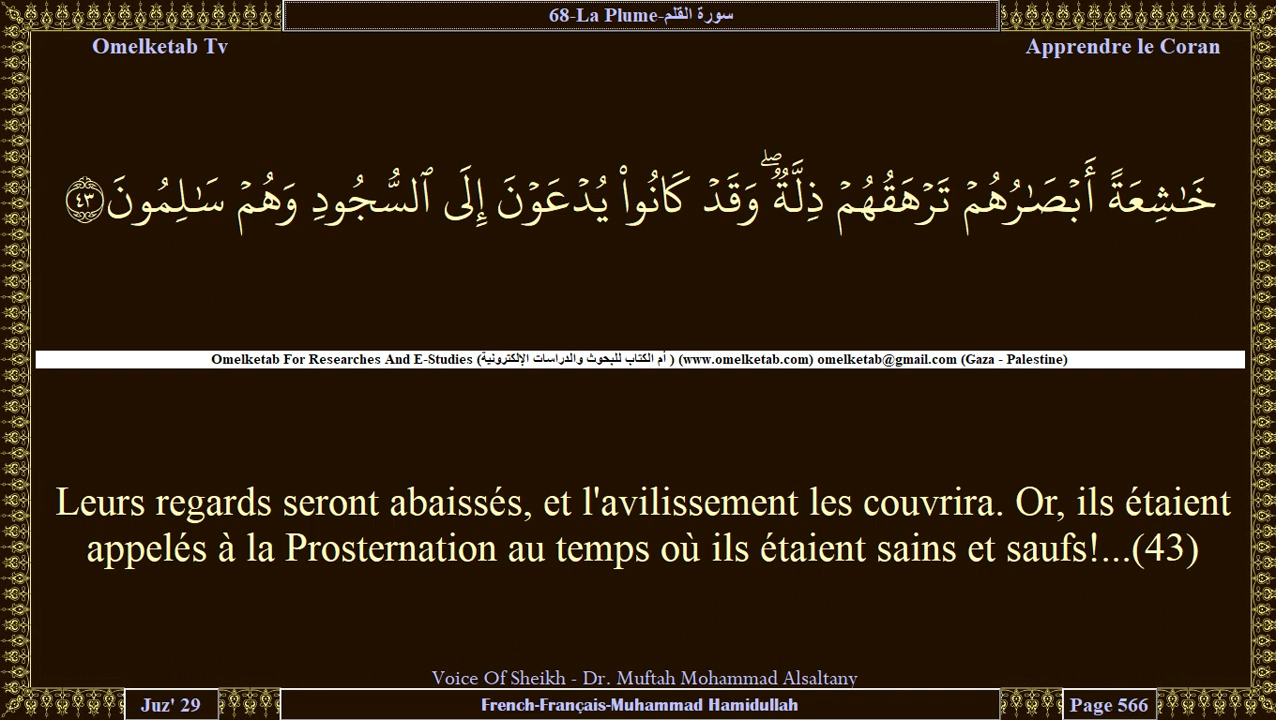 68-La Plume-سورة القلم
Omelketab Tv
Apprendre le Coran
خَـٰشِعَةً أَبْصَـٰرُهُمْ تَرْهَقُهُمْ ذِلَّةٌ ۖ وَقَدْ كَانُوا۟ يُدْعَوْنَ إِلَى ٱلسُّجُودِ وَهُمْ سَـٰلِمُونَ ﴿٤٣﴾
Omelketab For Researches And E-Studies (أم الكتاب للبحوث والدراسات الإلكترونية ) (www.omelketab.com) omelketab@gmail.com (Gaza - Palestine)
Leurs regards seront abaissés, et l'avilissement les couvrira. Or, ils étaient
appelés à la Prosternation au temps où ils étaient sains et saufs!...(43)
Voice Of Sheikh - Dr. Muftah Mohammad Alsaltany
Juz' 29
French-Français-Muhammad Hamidullah
Page 566